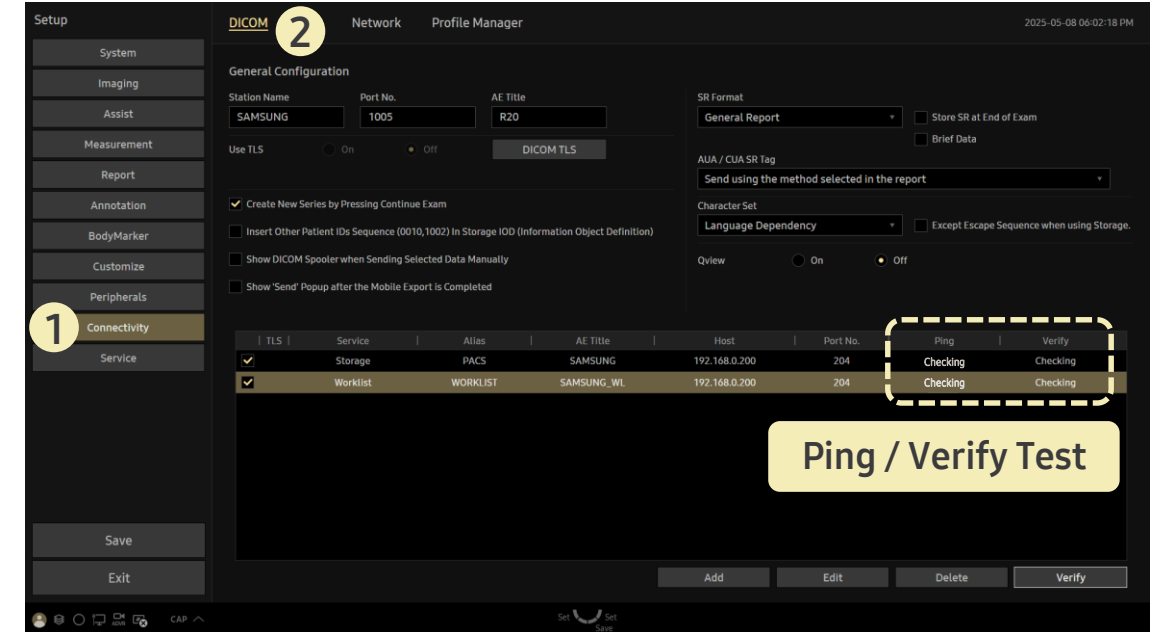 Setup
DICOM
2
Network
Profile Manager
2025-05-08 06:02:18 PM
System
Imaging
Assist
Measurement
Report
Annotation
BodyMarker
Customize
Peripherals
1
Connectivity
Service
Save
Exit
General Configuration
Station Name
Port No.
AE Title
SAMSUNG
1005
R20
Use TLS
On
Off
DICOM TLS
Create New Series by Pressing Continue Exam
Insert Other Patient IDs Sequence (0010,1002) In Storage IOD (Information Object Definition)
Show DICOM Spooler when Sending Selected Data Manually
Show 'Send' Popup after the Mobile Export is Completed
SR Format
General Report
Store SR at End of Exam
Brief Data
AUA / CUA SR Tag
Send using the method selected in the report
Character Set
Language Dependency
Except Escape Sequence when using Storage.
Qview
On
Off
TLS | Service | Alias | AE Title | Host | Port No. | Ping | Verify
Storage PACS SAMSUNG 192.168.0.200 204 Checking Checking
Worklist WORKLIST SAMSUNG_WL 192.168.0.200 204 Checking Checking
Ping / Verify Test
Add
Edit
Delete
Verify
CAP
Set
Set
Save